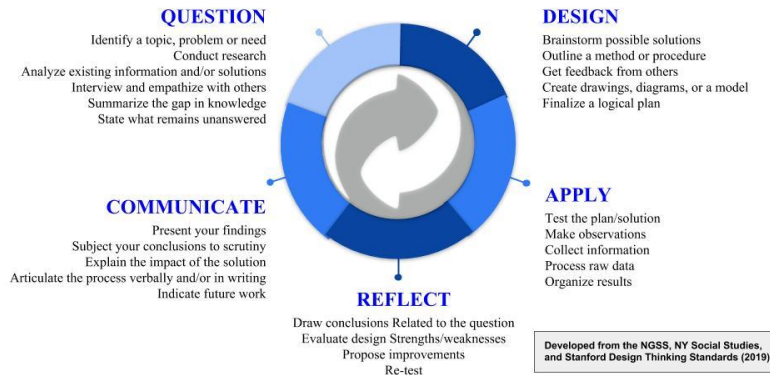 QUESTION
Identify a topic, problem or need
Conduct research
Analyze existing information and/or solutions
Interview and empathize with others
Summarize the gap in knowledge
State what remains unanswered
DESIGN
Brainstorm possible solutions
Outline a method or procedure
Get feedback from others
Create drawings, diagrams, or a model
Finalize a logical plan
APPLY
Test the plan/solution
Make observations
Collect information
Process raw data
Organize results
REFLECT
Draw conclusions Related to the question
Evaluate design Strengths/weaknesses
Propose improvements
Re-test
COMMUNICATE
Present your findings
Subject your conclusions to scrutiny
Explain the impact of the solution
Articulate the process verbally and/or in writing
Indicate future work
Developed from the NGSS, NY Social Studies,
and Stanford Design Thinking Standards (2019)